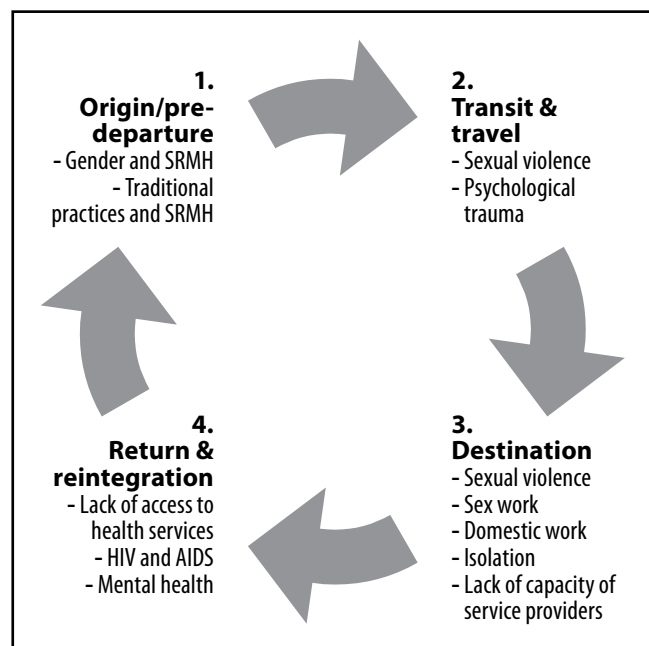 1.
Origin/pre-
departure
- Gender and SRMH
- Traditional
practices and SRMH
2.
Transit &
travel
- Sexual violence
- Psychological
trauma
3.
Destination
- Sexual violence
- Sex work
- Domestic work
- Isolation
- Lack of capacity of
service providers
4.
Return &
reintegration
- Lack of access to
health services
- HIV and AIDS
- Mental health